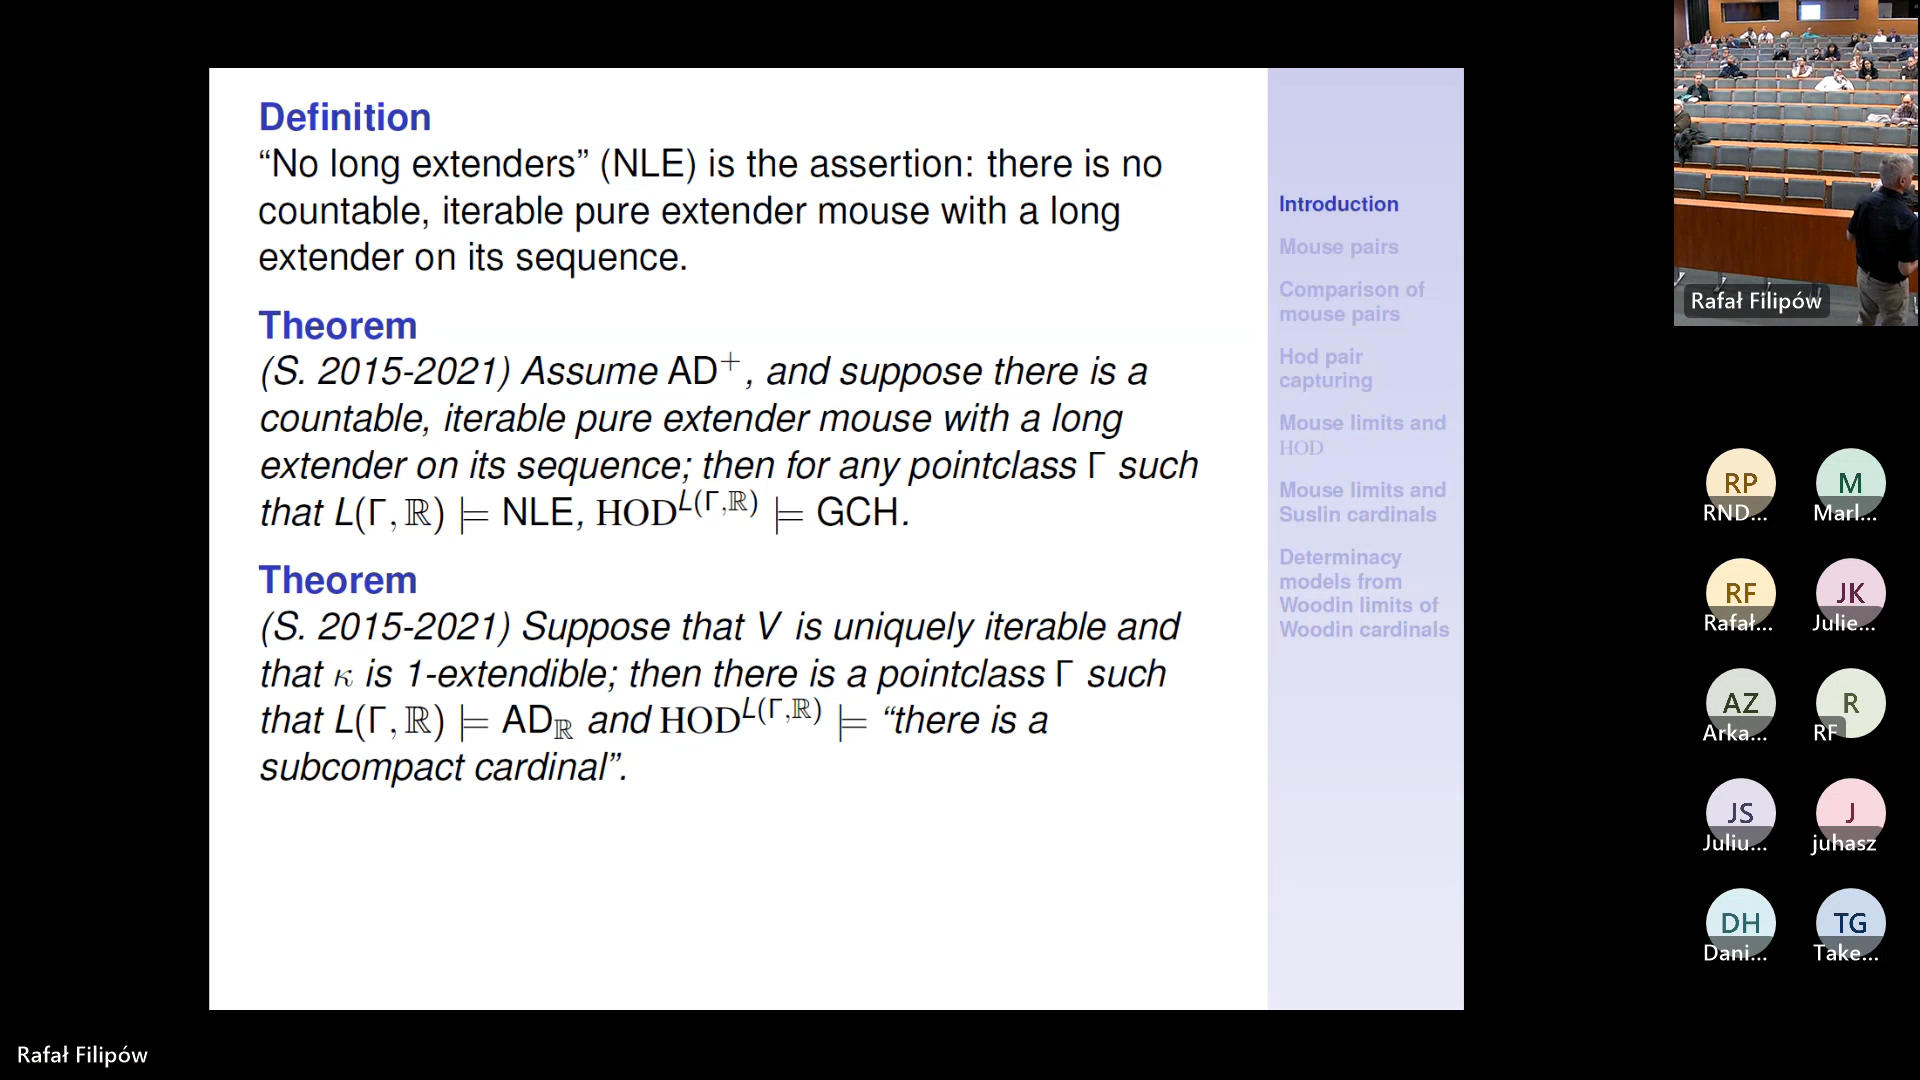 Definition
“No long extenders” (NLE) is the assertion: there is no
countable, iterable pure extender mouse with a long
extender on its sequence.
Theorem
(S. 2015-2021) Assume AD⁺, and suppose there is a
countable, iterable pure extender mouse with a long
extender on its sequence; then for any pointclass Γ such
that L(Γ, ℝ) ⊨ NLE, HOD^{L(Γ,ℝ)} ⊨ GCH.
Theorem
(S. 2015-2021) Suppose that V is uniquely iterable and
that κ is 1-extendible; then there is a pointclass Γ such
that L(Γ, ℝ) ⊨ AD_ℝ and HOD^{L(Γ,ℝ)} ⊨ “there is a
subcompact cardinal”.
Introduction
Mouse pairs
Comparison of
mouse pairs
Hod pair
capturing
Mouse limits and
HOD
Mouse limits and
Suslin cardinals
Determinacy
models from
Woodin limits of
Woodin cardinals
Rafał Filipów
RP
RND...
M
Marl...
RF
Rafał...
JK
Julie...
AZ
Arka...
R
RF
JS
Juliu...
J
juhasz
DH
Dani...
TG
Take...
Rafał Filipów